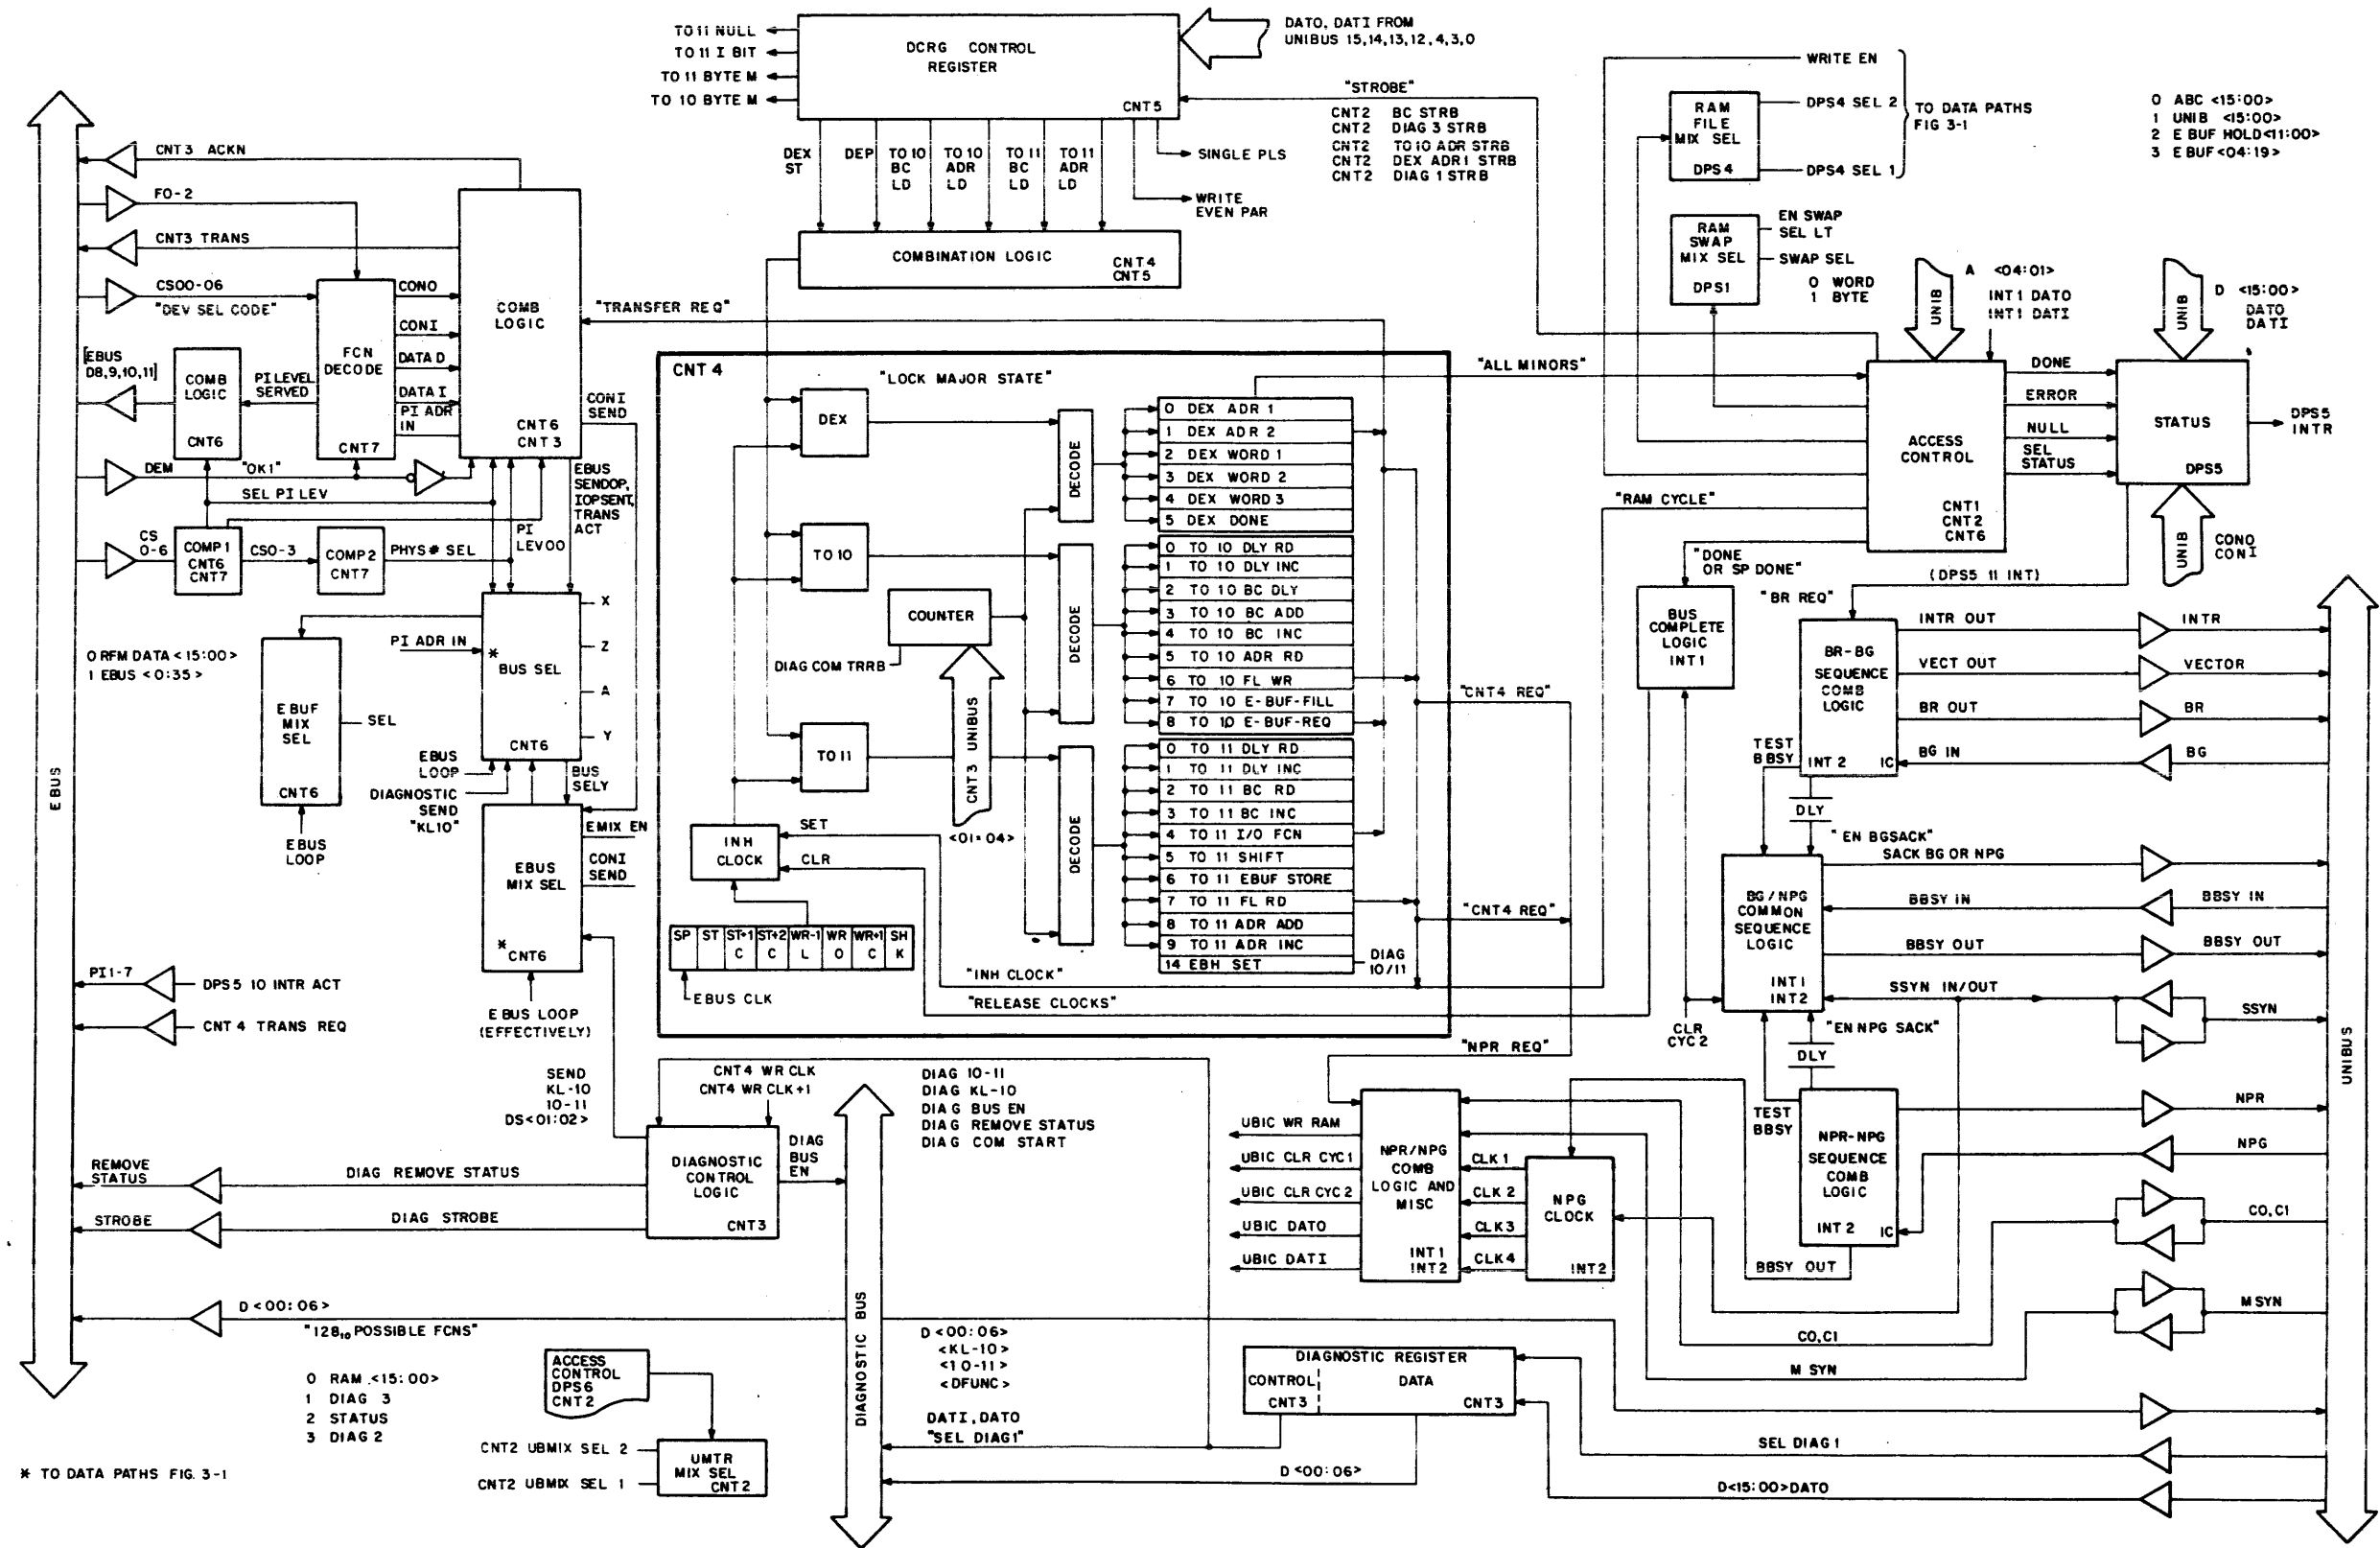 TO 11 NULL
TO 11 I BIT
TO 11 BYTE M
TO 10 BYTE M
DCRG CONTROL
REGISTER
CNT5
DATO, DATI FROM
UNIBUS 15,14,13,12,4,3,0
"STROBE"
CNT2 BC STRB
CNT2 DIAG 3 STRB
CNT2 TO 10 ADR STRB
CNT2 DEX ADR1 STRB
CNT2 DIAG 1 STRB
DEX
ST
DEP
TO 10
BC
LD
TO 10
ADR
LD
TO 11
BC
LD
TO 11
ADR
LD
SINGLE PLS
WRITE
EVEN PAR
COMBINATION LOGIC
CNT4
CNT5
WRITE EN
RAM
FILE
MIX SEL
DPS4
DPS4 SEL 2
DPS4 SEL 1
TO DATA PATHS
FIG 3-1
0 ABC <15:00>
1 UNIB <15:00>
2 E BUF HOLD<11:00>
3 E BUF<04:19>
RAM
SWAP
MIX SEL
DPS1
EN SWAP
SEL LT
SWAP SEL
0 WORD
1 BYTE
UNIB
A <04:01>
INT1 DATO
INT1 DATI
UNIB
D <15:00>
DATO
DATI
ACCESS
CONTROL
CNT1
CNT2
CNT6
DONE
ERROR
NULL
SEL
STATUS
STATUS
DPS5
DPS5
INTR
UNIB
CONO
CONI
CNT3 ACKN
F0-2
CNT3 TRANS
CS00-06
"DEV SEL CODE"
[EBUS
D8,9,10,11]
COMB
LOGIC
CNT6
PI LEVEL
SERVED
FCN
DECODE
CNT7
CONO
CONI
DATA D
DATA I
PI ADR
IN
COMB
LOGIC
CNT6
CNT3
"TRANSFER REQ"
CONI
SEND
DEM
"OK1"
SEL PI LEV
CS
0-6
COMP1
CNT6
CNT7
CS0-3
COMP2
CNT7
PHYS# SEL
PI
LEV00
EBUS
SENDOP,
IOPSENT,
TRANS
ACT
0 RFM DATA<15:00>
1 EBUS <0:35>
E BUF
MIX
SEL
CNT6
SEL
EBUS
LOOP
PI ADR IN
*
BUS SEL
CNT6
X
Z
A
Y
EBUS
LOOP
DIAGNOSTIC
SEND
"KL10"
BUS
SELY
EBUS
MIX SEL
*
CNT6
EMIX EN
CONI
SEND
E BUS LOOP
(EFFECTIVELY)
E BUS
PI1-7
DPS5 10 INTR ACT
CNT 4 TRANS REQ
CNT 4
"LOCK MAJOR STATE"
DEX
TO 10
TO 11
COUNTER
DIAG COM TRRB
CNT3 UNIBUS
<01=04>
INH
CLOCK
SET
CLR
SP ST ST+1 ST+2 WR-1 WR WR+1 SH
C C L O C K
EBUS CLK
DECODE
DECODE
DECODE
0 DEX ADR 1
1 DEX ADR 2
2 DEX WORD 1
3 DEX WORD 2
4 DEX WORD 3
5 DEX DONE
0 TO 10 DLY RD
1 TO 10 DLY INC
2 TO 10 BC DLY
3 TO 10 BC ADD
4 TO 10 BC INC
5 TO 10 ADR RD
6 TO 10 FL WR
7 TO 10 E-BUF-FILL
8 TO 10 E-BUF-REQ
0 TO 11 DLY RD
1 TO 11 DLY INC
2 TO 11 BC RD
3 TO 11 BC INC
4 TO 11 I/O FCN
5 TO 11 SHIFT
6 TO 11 EBUF STORE
7 TO 11 FL RD
8 TO 11 ADR ADD
9 TO 11 ADR INC
14 EBH SET
DIAG
10/11
"INH CLOCK"
"RELEASE CLOCKS"
"ALL MINORS"
"RAM CYCLE"
"CNT4 REQ"
"CNT4 REQ"
"NPR REQ"
"DONE
OR SP DONE"
BUS
COMPLETE
LOGIC
INT1
(DPS5 11 INT)
"BR REQ"
BR-BG
SEQUENCE
COMB
LOGIC
INT 2
IC
INTR OUT
INTR
VECT OUT
VECTOR
BR OUT
BR
BG IN
BG
TEST
BBSY
DLY
"EN BGSACK"
BG/NPG
COMMON
SEQUENCE
LOGIC
INT1
INT2
SACK BG OR NPG
BBSY IN
BBSY IN
BBSY OUT
BBSY OUT
SSYN IN/OUT
SSYN
CLR
CYC2
"EN NPG SACK"
DLY
TEST
BBSY
NPR-NPG
SEQUENCE
COMB
LOGIC
INT 2
IC
NPR
NPG
BBSY OUT
C0,C1
M SYN
C0,C1
M SYN
UNIBUS
UBIC WR RAM
UBIC CLR CYC1
UBIC CLR CYC2
UBIC DATO
UBIC DATI
NPR/NPG
COMB
LOGIC AND
MISC
INT1
INT2
CLK1
CLK 2
CLK3
CLK4
NPG
CLOCK
INT2
SEND
KL-10
10-11
DS<01:02>
CNT4 WR CLK
CNT4 WR CLK+1
DIAGNOSTIC
CONTROL
LOGIC
CNT3
DIAG
BUS
EN
DIAG 10-11
DIAG KL-10
DIAG BUS EN
DIAG REMOVE STATUS
DIAG COM START
REMOVE
STATUS
DIAG REMOVE STATUS
STROBE
DIAG STROBE
D<00:06>
"128₁₀ POSSIBLE FCNS"
0 RAM <15:00>
1 DIAG 3
2 STATUS
3 DIAG 2
ACCESS
CONTROL
DPS6
CNT2
UMTR
MIX SEL
CNT2
CNT2 UBMIX SEL 2
CNT2 UBMIX SEL 1
DIAGNOSTIC BUS
D<00:06>
<KL-10>
<10-11>
<DFUNC>
DATI, DATO
"SEL DIAG1"
DIAGNOSTIC REGISTER
CONTROL
DATA
CNT3
CNT3
D<00:06>
SEL DIAG 1
D<15:00>DATO
* TO DATA PATHS FIG. 3-1